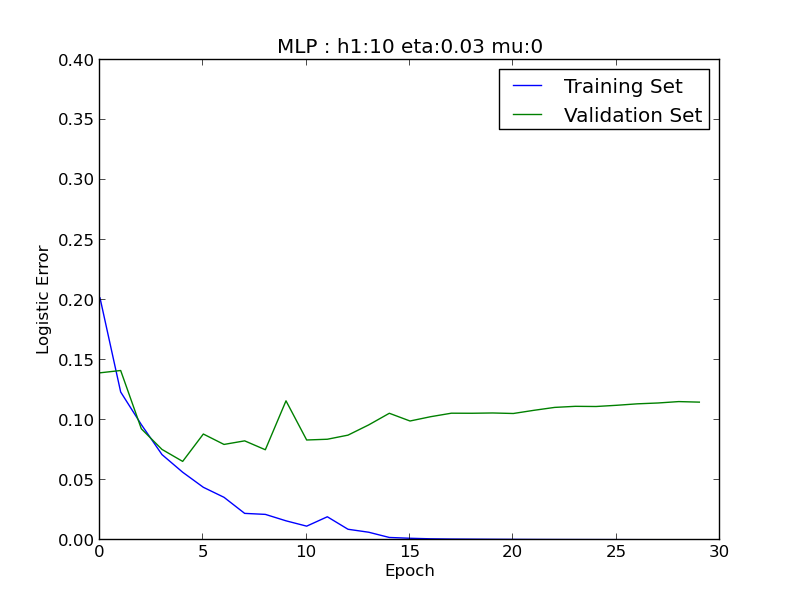 MLP : h1:10 eta:0.03 mu:0
0.40
0.35
0.30
0.25
0.20
0.15
0.10
0.05
0.00
Logistic Error
Training Set
Validation Set
0 5 10 15 20 25 30
Epoch